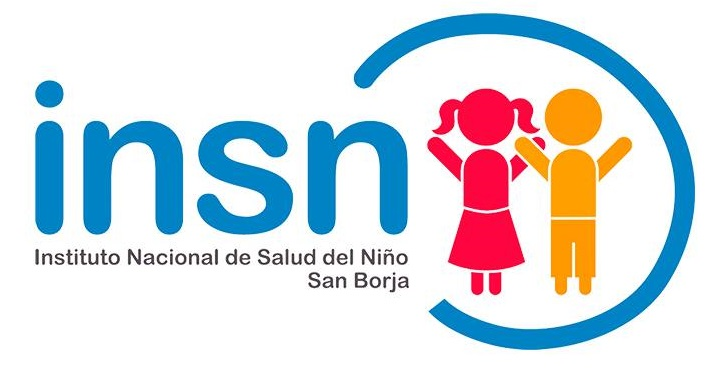 insn
Instituto Nacional de Salud del Niño
San Borja